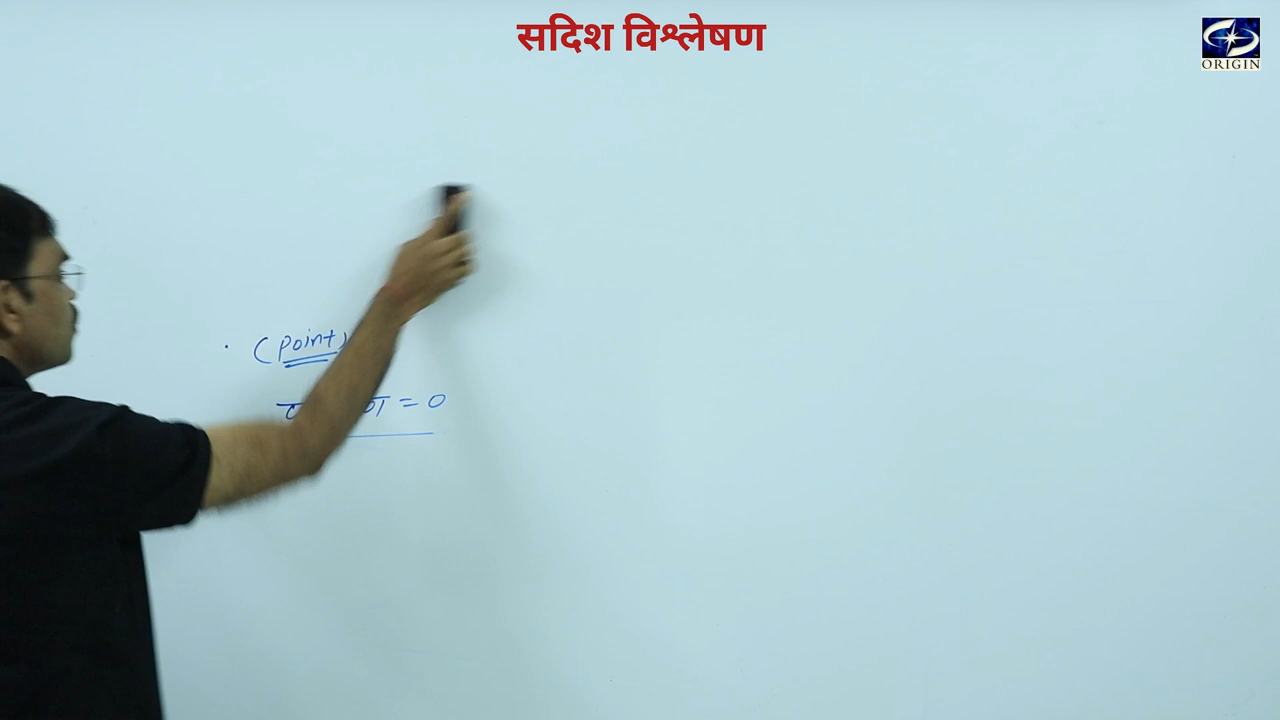 सदिश विश्लेषण
ORIGIN
. (Point)
= 0